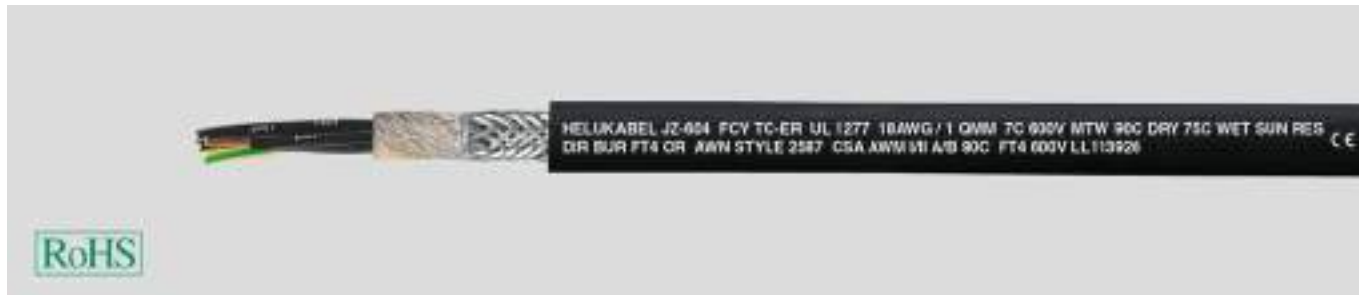 HELUKABEL JZ-604 FCY TC-ER UL 1277 18AWG / 1 QMM 7C 600V MTW 90C DRY 75C WET SUN RES
DIR BUR FT4 OR AWN STYLE 2587 CSA AWM I/II A/B 90C FT4 600V LL113926
CE
RoHS